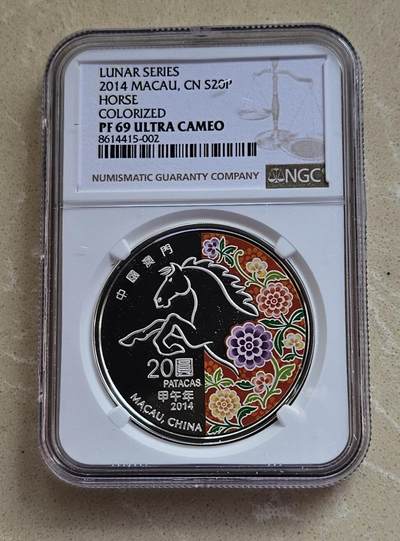 LUNAR SERIES
2014 MACAU, CN S20P
HORSE
COLORIZED
PF 69 ULTRA CAMEO
8614415-002
NUMISMATIC GUARANTY COMPANY NGC
中國澳門
20圓
PATACAS
甲午年
2014
MACAU, CHINA